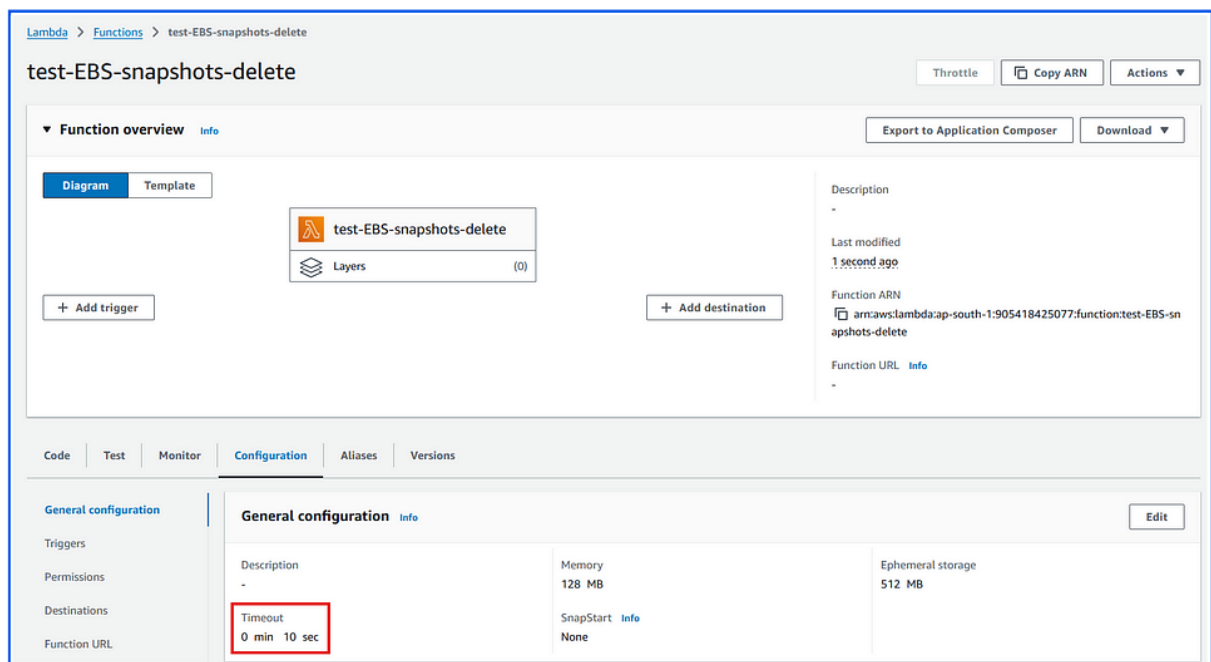 Lambda > Functions > test-EBS-snapshots-delete
test-EBS-snapshots-delete
Throttle Copy ARN Actions ▼
▼ Function overview Info
Export to Application Composer Download ▼
Diagram Template
test-EBS-snapshots-delete
Layers (0)
+ Add trigger
+ Add destination
Description
-
Last modified
1 second ago
Function ARN
arn:aws:lambda:ap-south-1:905418425077:function:test-EBS-sn
apshots-delete
Function URL Info
-
Code Test Monitor Configuration Aliases Versions
General configuration
Triggers
Permissions
Destinations
Function URL
General configuration Info
Edit
Description
-
Memory
128 MB
Ephemeral storage
512 MB
Timeout
0 min 10 sec
SnapStart Info
None